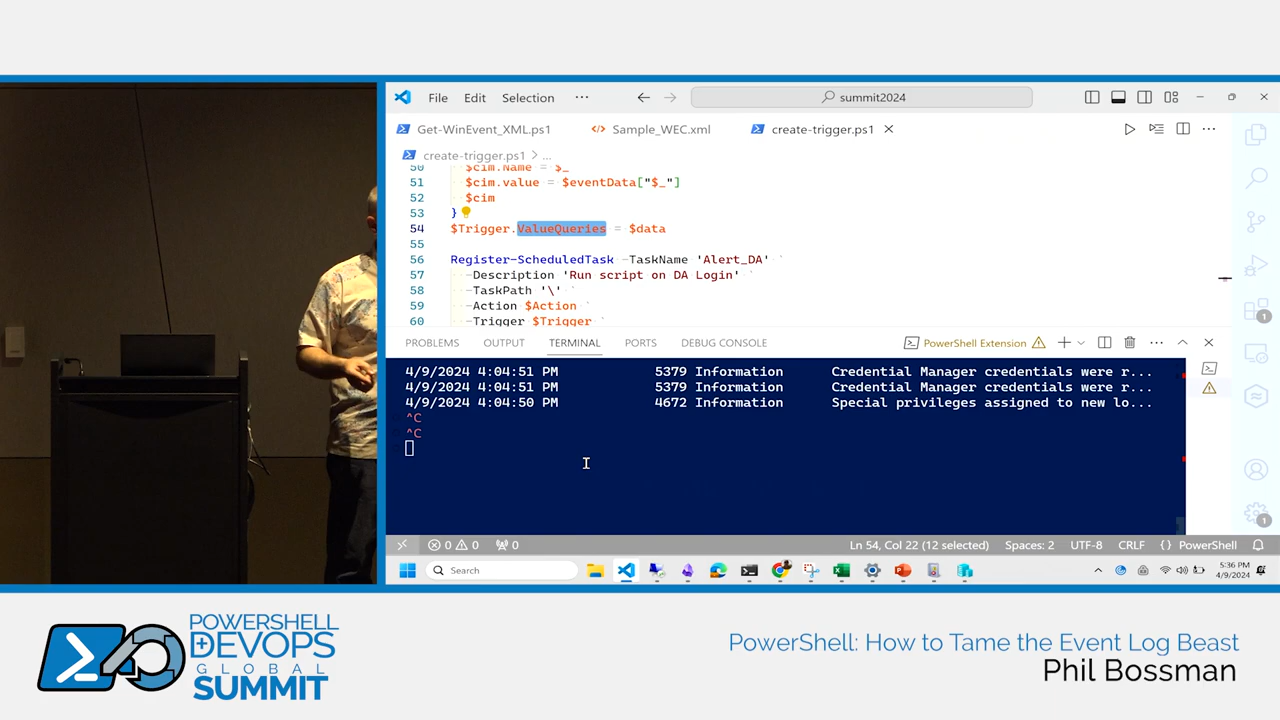 File Edit Selection ··· summit2024
Get-WinEvent_XML.ps1 Sample_WEC.xml create-trigger.ps1
create-trigger.ps1 > ...
50 $cim.Name = $_
51 $cim.value = $eventData["$_"]
52 $cim
53 }
54 $Trigger.ValueQueries = $data
55
56 Register-ScheduledTask -TaskName 'Alert_DA' `
57 -Description 'Run script on DA Login' `
58 -TaskPath '\' `
59 -Action $Action `
60 -Trigger $Trigger `
PROBLEMS OUTPUT TERMINAL PORTS DEBUG CONSOLE PowerShell Extension
4/9/2024 4:04:51 PM 5379 Information Credential Manager credentials were r...
4/9/2024 4:04:51 PM 5379 Information Credential Manager credentials were r...
4/9/2024 4:04:50 PM 4672 Information Special privileges assigned to new lo...
^C
^C
0 0 0 Ln 54, Col 22 (12 selected) Spaces: 2 UTF-8 CRLF {} PowerShell
Search
5:36 PM
4/9/2024
1
1
POWERSHELL
DEVOPS
GLOBAL
SUMMIT
PowerShell: How to Tame the Event Log Beast
Phil Bossman